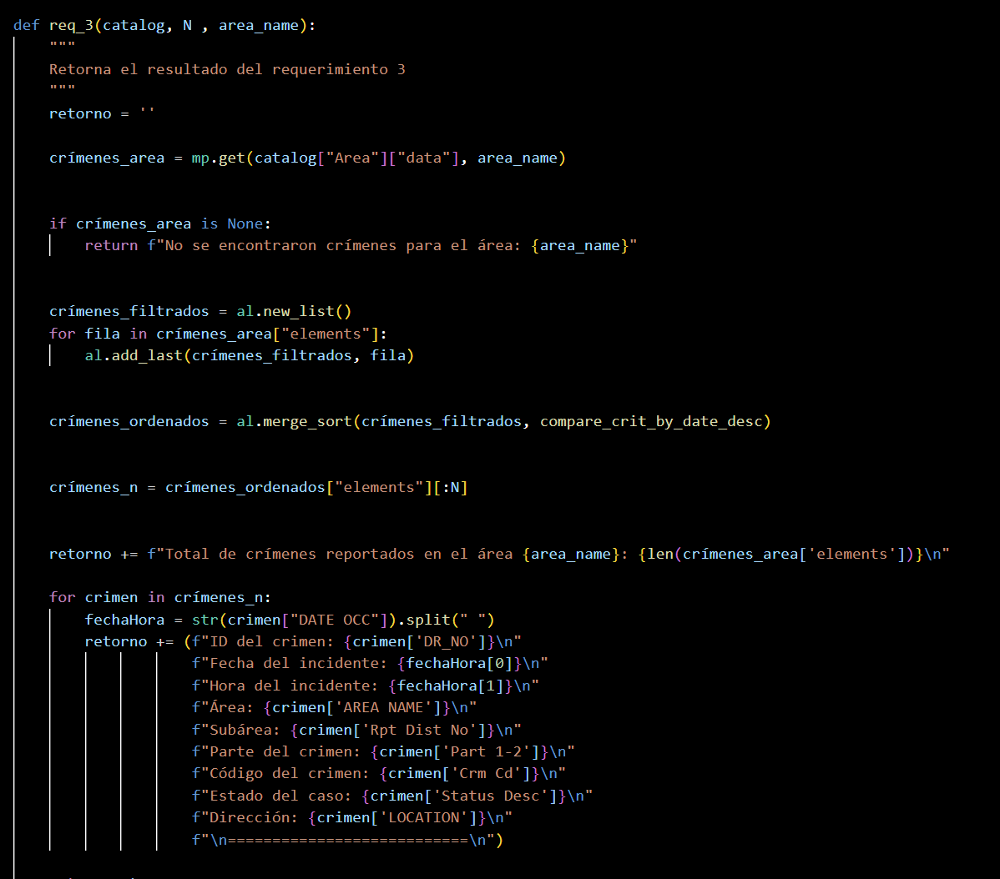 def req_3(catalog, N , area_name):
    """
    Retorna el resultado del requerimiento 3
    """
    retorno = ''
    crímenes_area = mp.get(catalog["Area"]["data"], area_name)
    if crímenes_area is None:
        return f"No se encontraron crímenes para el área: {area_name}"
    crímenes_filtrados = al.new_list()
    for fila in crímenes_area["elements"]:
        al.add_last(crímenes_filtrados, fila)
    crímenes_ordenados = al.merge_sort(crímenes_filtrados, compare_crit_by_date_desc)
    crímenes_n = crímenes_ordenados["elements"][:N]
    retorno += f"Total de crímenes reportados en el área {area_name}: {len(crímenes_area['elements'])}\n"
    for crimen in crímenes_n:
        fechaHora = str(crimen["DATE OCC"]).split(" ")
        retorno += (f"ID del crimen: {crimen['DR_NO']}\n"
                    f"Fecha del incidente: {fechaHora[0]}\n"
                    f"Hora del incidente: {fechaHora[1]}\n"
                    f"Área: {crimen['AREA NAME']}\n"
                    f"Subárea: {crimen['Rpt Dist No']}\n"
                    f"Parte del crimen: {crimen['Part 1-2']}\n"
                    f"Código del crimen: {crimen['Crm Cd']}\n"
                    f"Estado del caso: {crimen['Status Desc']}\n"
                    f"Dirección: {crimen['LOCATION']}\n"
                    f"\n===========================\n")